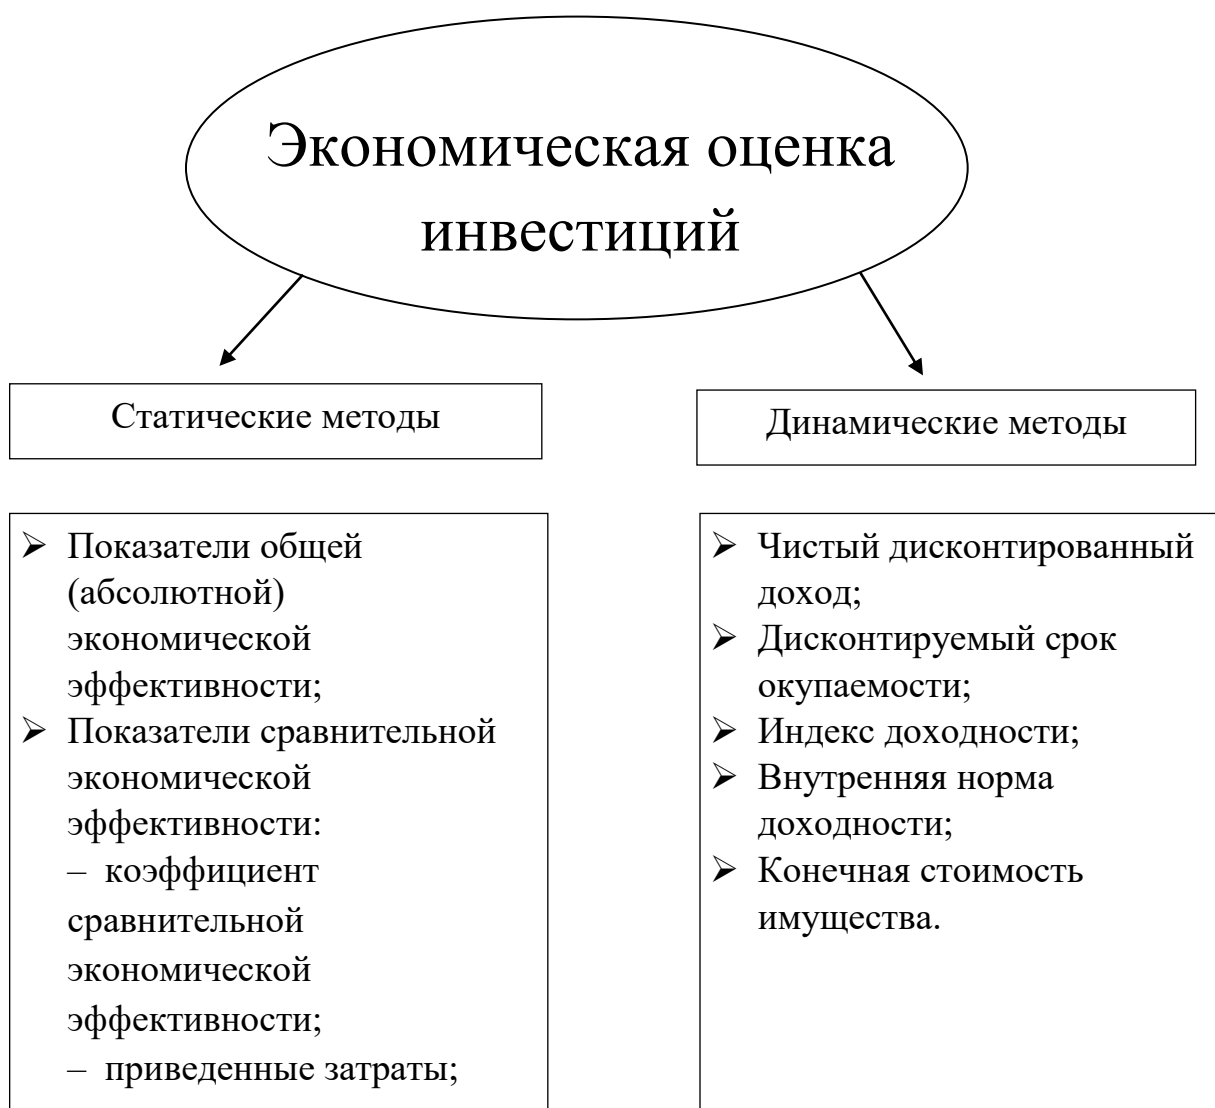 Экономическая оценка
инвестиций
Статические методы
Динамические методы
➢ Показатели общей
(абсолютной)
экономической
эффективности;
➢ Показатели сравнительной
экономической
эффективности:
– коэффициент
сравнительной
экономической
эффективности;
– приведенные затраты;
➢ Чистый дисконтированный
доход;
➢ Дисконтируемый срок
окупаемости;
➢ Индекс доходности;
➢ Внутренняя норма
доходности;
➢ Конечная стоимость
имущества.